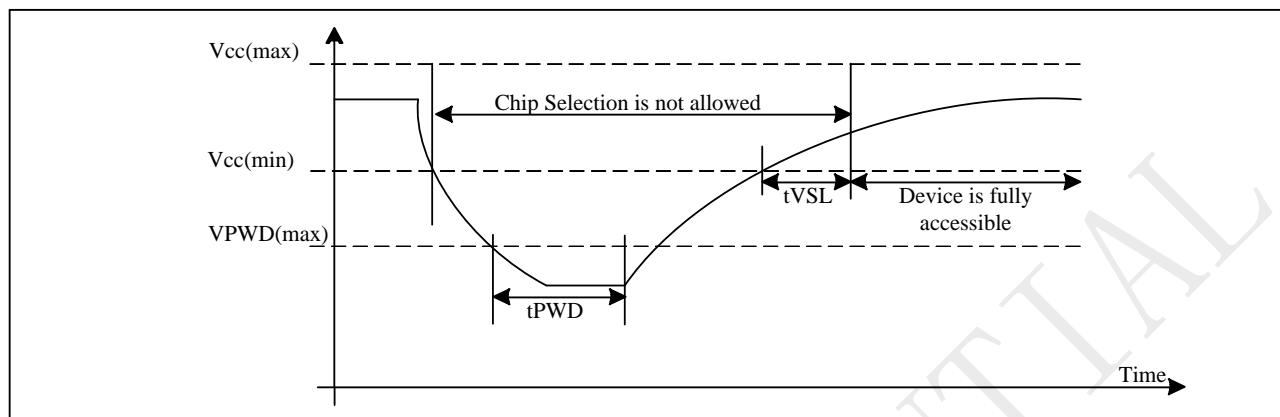 Vcc(max)
Chip Selection is not allowed
Vcc(min)
tVSL
Device is fully
accessible
VPWD(max)
tPWD
Time